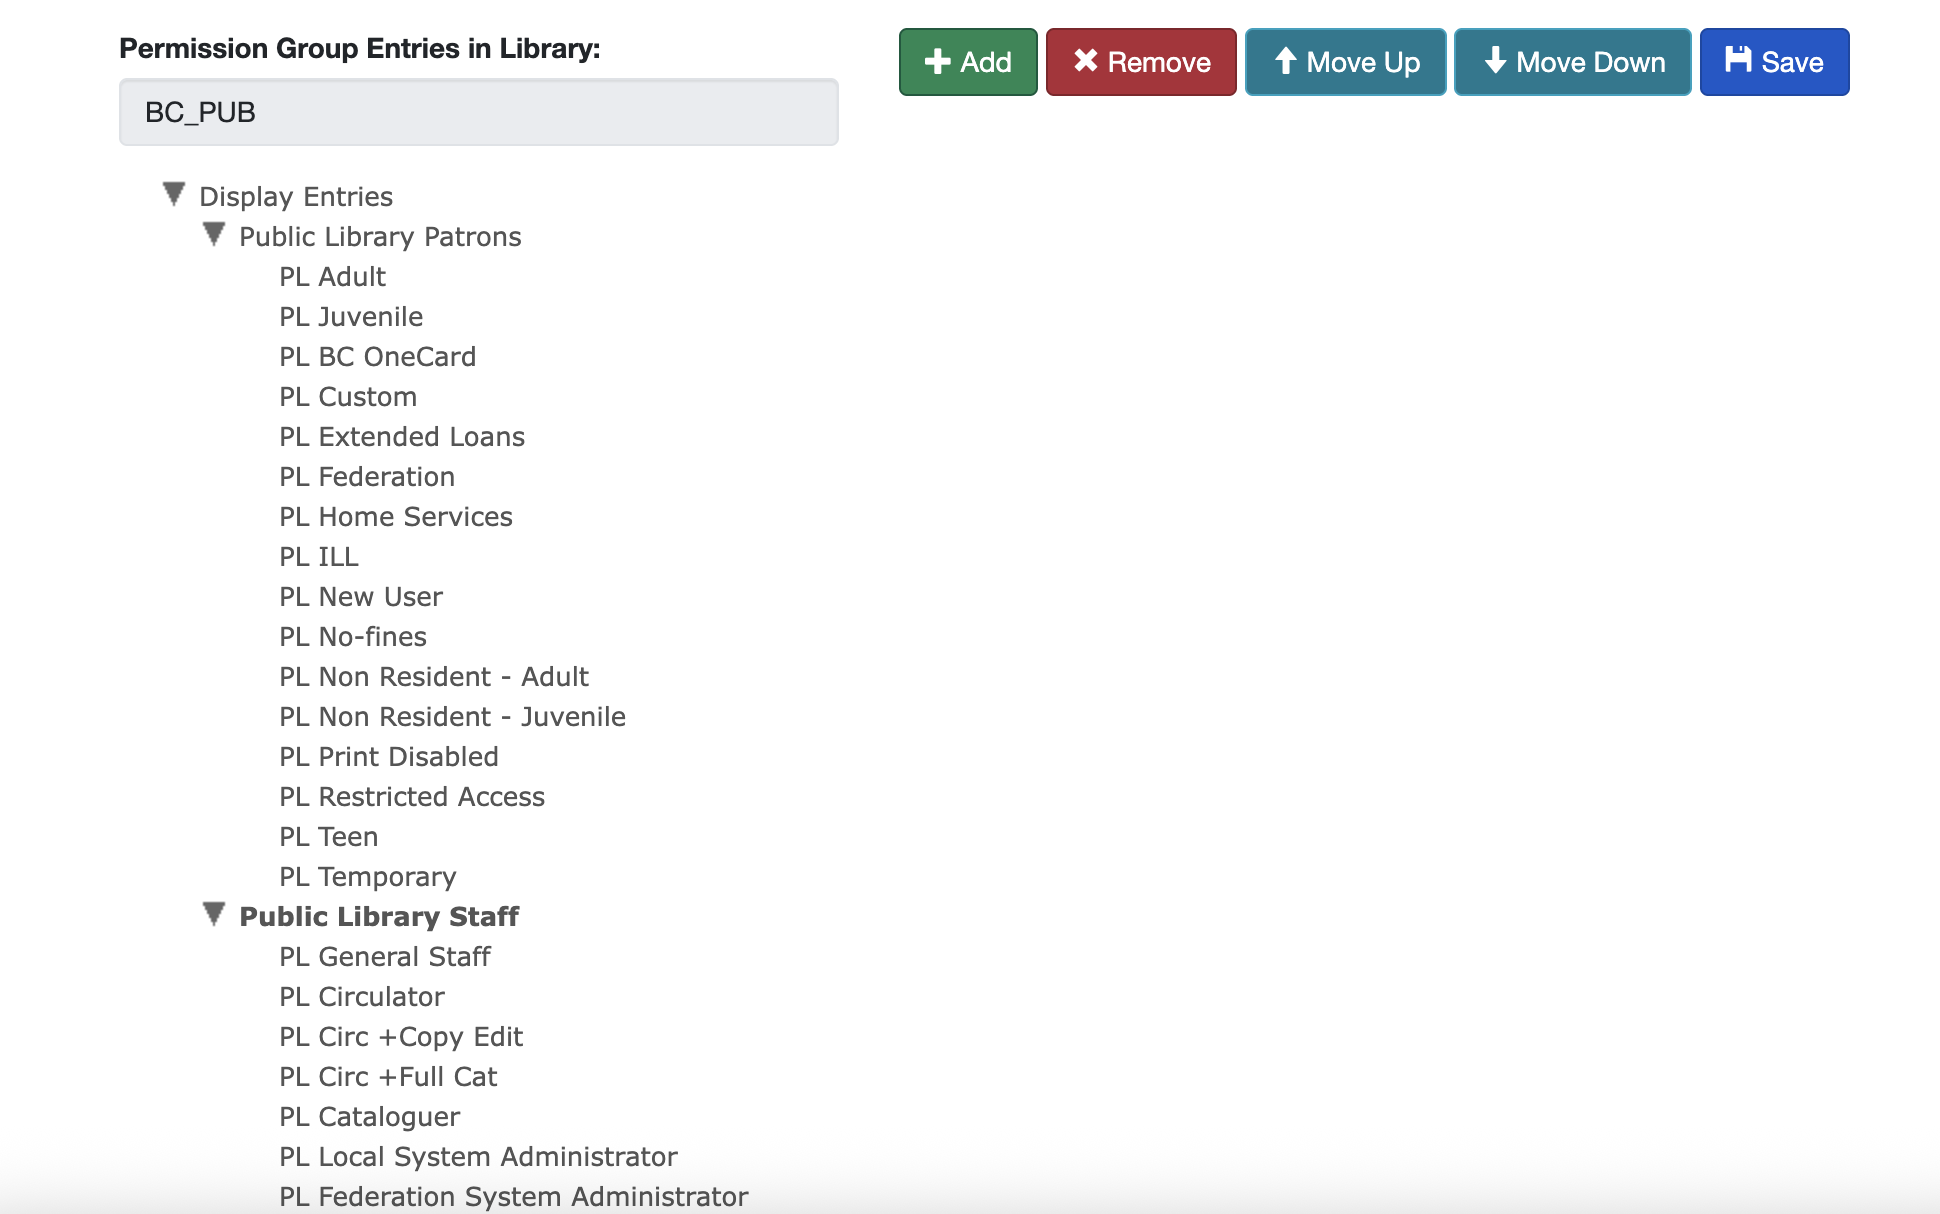 Permission Group Entries in Library:
Add
Remove
Move Up
Move Down
Save
BC_PUB
Display Entries
Public Library Patrons
PL Adult
PL Juvenile
PL BC OneCard
PL Custom
PL Extended Loans
PL Federation
PL Home Services
PL ILL
PL New User
PL No-fines
PL Non Resident - Adult
PL Non Resident - Juvenile
PL Print Disabled
PL Restricted Access
PL Teen
PL Temporary
Public Library Staff
PL General Staff
PL Circulator
PL Circ +Copy Edit
PL Circ +Full Cat
PL Cataloguer
PL Local System Administrator
PL Federation System Administrator